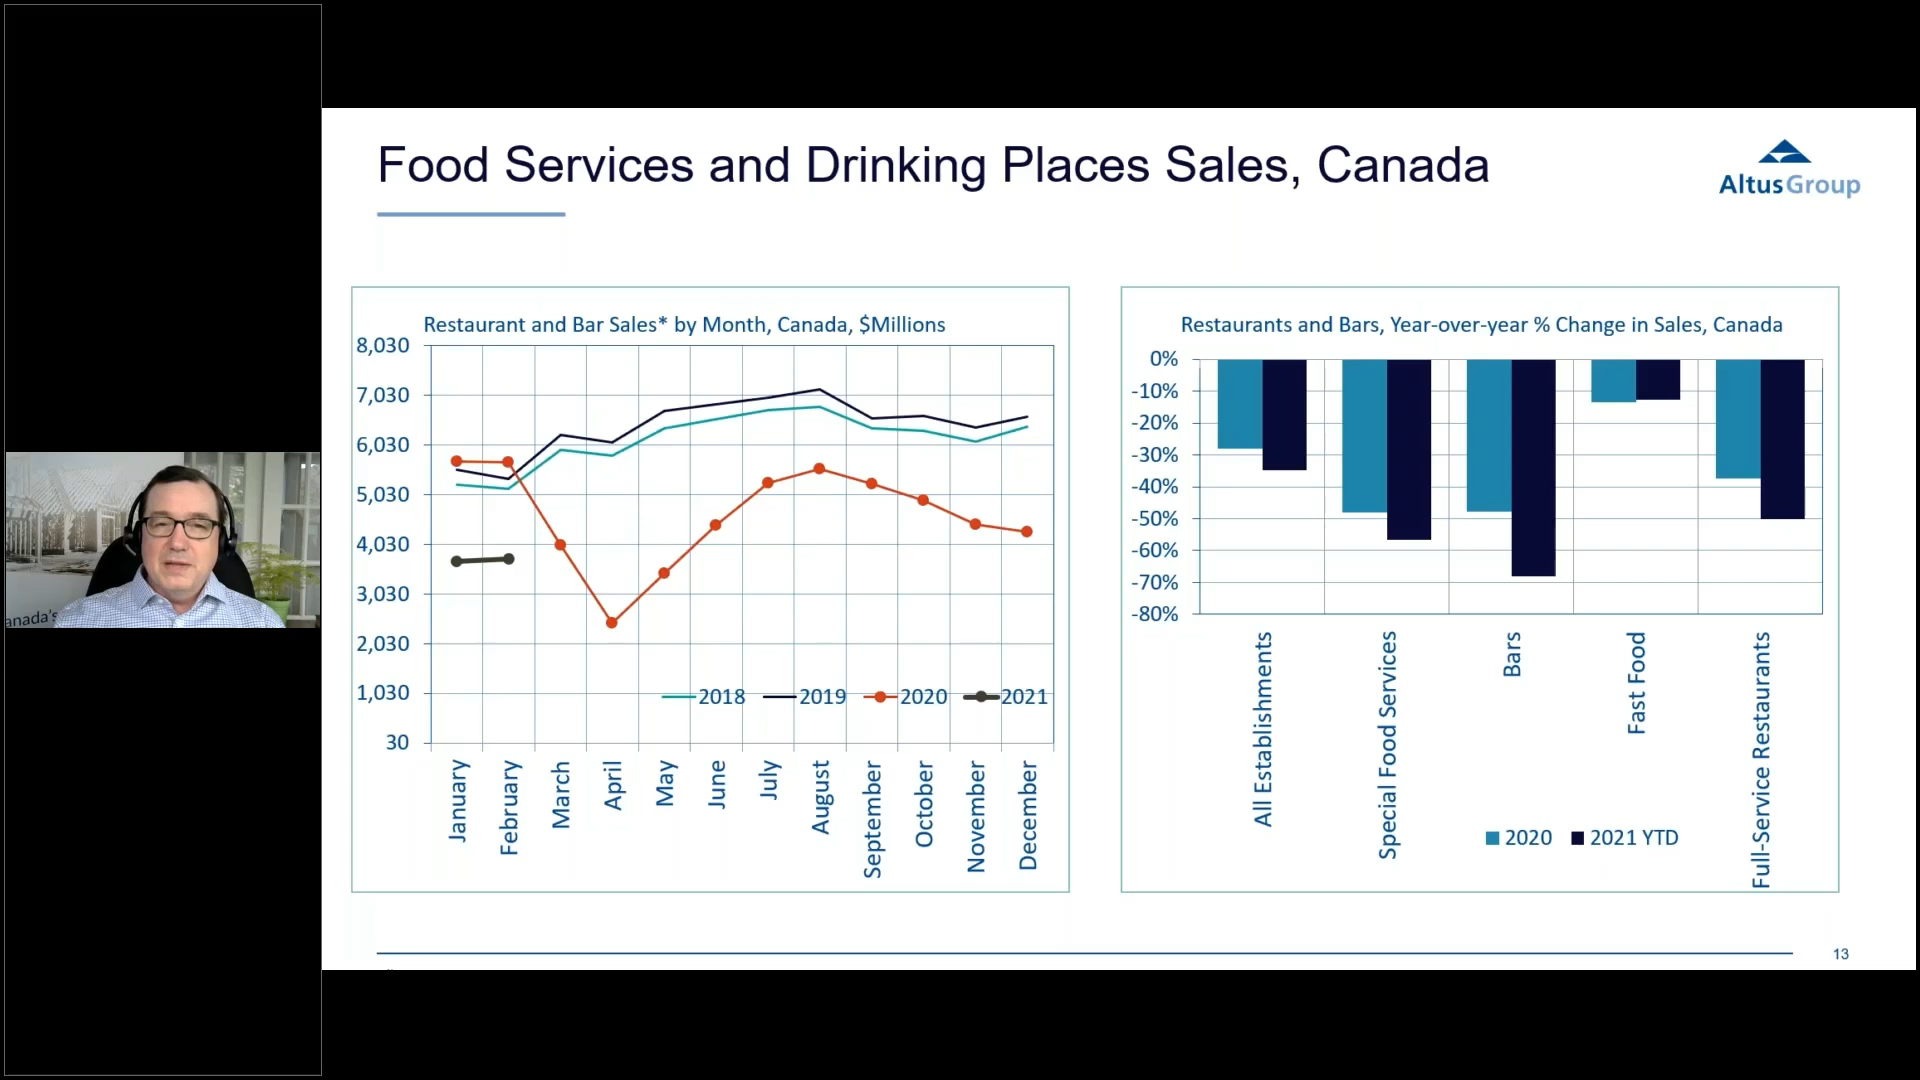 Food Services and Drinking Places Sales, Canada
AltusGroup
Restaurant and Bar Sales* by Month, Canada, $Millions
8,030
7,030
6,030
5,030
4,030
3,030
2,030
1,030
30
2018 2019 2020 2021
January February March April May June July August September October November December
Restaurants and Bars, Year-over-year % Change in Sales, Canada
0%
-10%
-20%
-30%
-40%
-50%
-60%
-70%
-80%
All Establishments Special Food Services Bars Fast Food Full-Service Restaurants
2020 2021 YTD
anada's
13